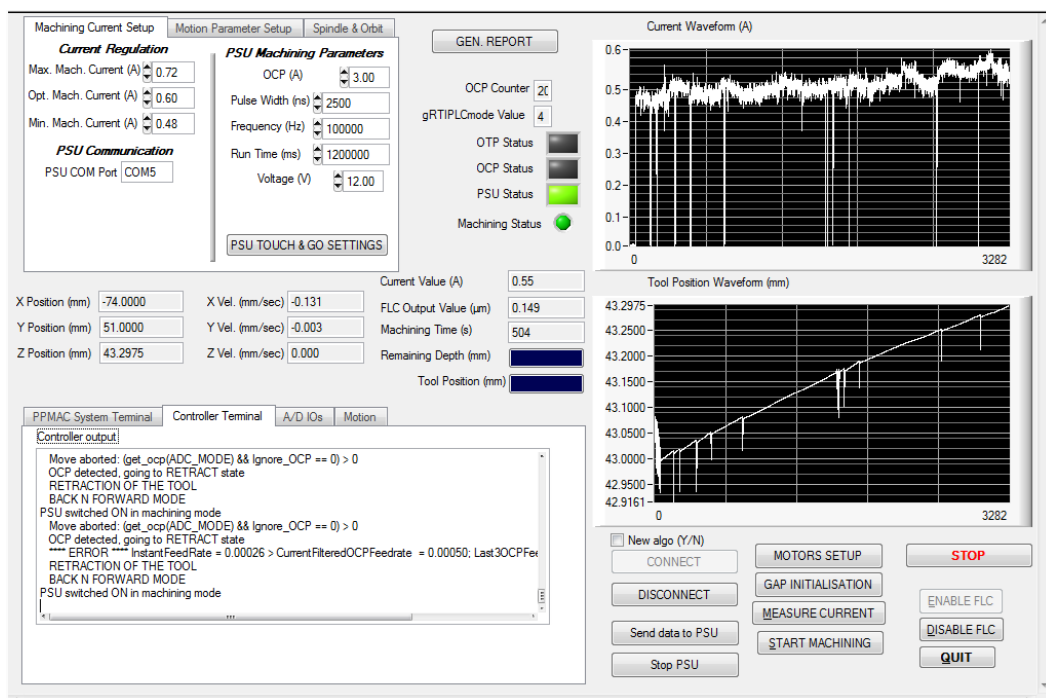 Machining Current Setup Motion Parameter Setup Spindle & Orbit
Current Regulation
Max. Mach. Current (A) 0.72
Opt. Mach. Current (A) 0.60
Min. Mach. Current (A) 0.48
PSU Communication
PSU COM Port COM5
PSU Machining Parameters
OCP (A) 3.00
Pulse Width (ns) 2500
Frequency (Hz) 100000
Run Time (ms) 1200000
Voltage (V) 12.00
PSU TOUCH & GO SETTINGS
GEN. REPORT
OCP Counter
gRTIPLCmode Value 4
OTP Status
OCP Status
PSU Status
Machining Status
Current Waveform (A)
0.6
0.5
0.4
0.3
0.2
0.1
0.0
0 3282
X Position (mm) -74.0000 X Vel. (mm/sec) -0.131
Y Position (mm) 51.0000 Y Vel. (mm/sec) -0.003
Z Position (mm) 43.2975 Z Vel. (mm/sec) 0.000
Current Value (A) 0.55
FLC Output Value (µm) 0.149
Machining Time (s) 504
Remaining Depth (mm)
Tool Position (mm)
Tool Position Waveform (mm)
43.2975
43.2500
43.2000
43.1500
43.1000
43.0500
43.0000
42.9500
42.9161
0 3282
PPMAC System Terminal Controller Terminal A/D IOs Motion
Controller output
Move aborted: (get_ocp(ADC_MODE) && Ignore_OCP == 0) > 0
OCP detected, going to RETRACT state
RETRACTION OF THE TOOL
BACK N FORWARD MODE
PSU switched ON in machining mode
Move aborted: (get_ocp(ADC_MODE) && Ignore_OCP == 0) > 0
OCP detected, going to RETRACT state
**** ERROR **** InstantFeedRate = 0.00026 > CurrentFilteredOCPFeedrate = 0.00050; Last3OCPFee
RETRACTION OF THE TOOL
BACK N FORWARD MODE
PSU switched ON in machining mode
New algo (Y/N)
CONNECT
DISCONNECT
Send data to PSU
Stop PSU
MOTORS SETUP
GAP INITIALISATION
MEASURE CURRENT
START MACHINING
STOP
ENABLE FLC
DISABLE FLC
QUIT